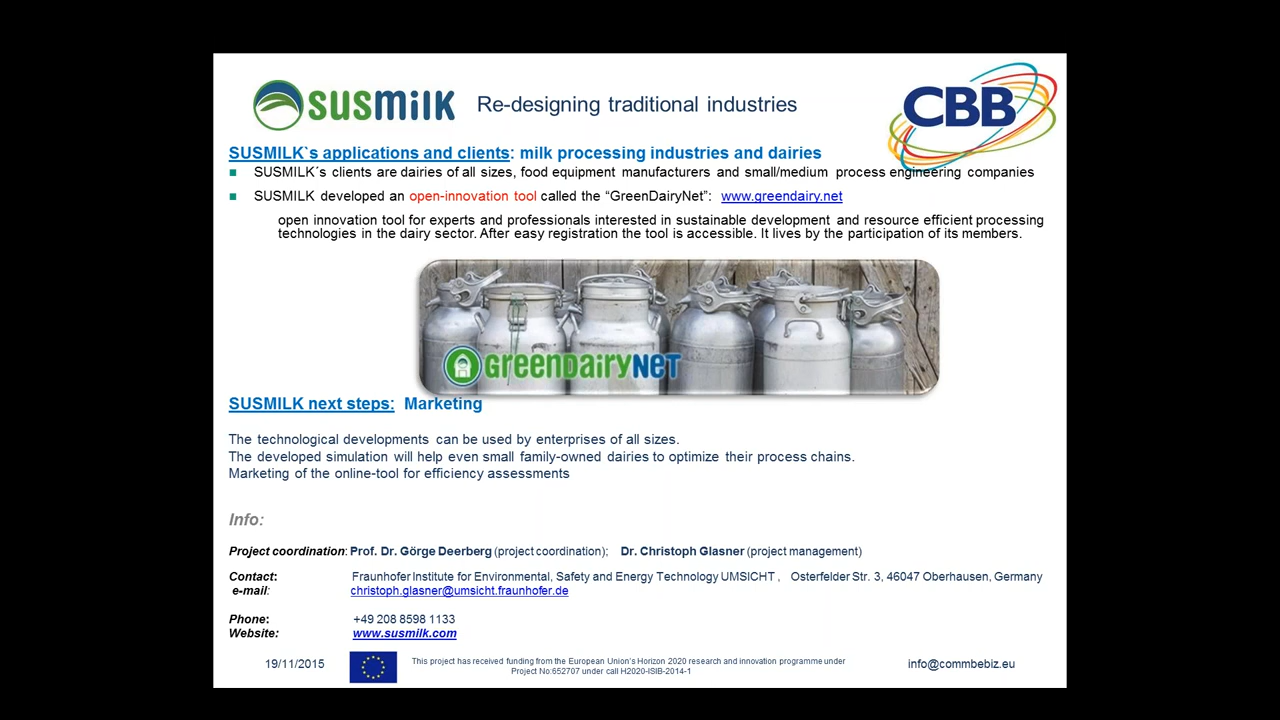 susmilk Re-designing traditional industries
CBB
SUSMILK`s applications and clients: milk processing industries and dairies
SUSMILK´s clients are dairies of all sizes, food equipment manufacturers and small/medium process engineering companies
SUSMILK developed an open-innovation tool called the “GreenDairyNet”: www.greendairy.net
open innovation tool for experts and professionals interested in sustainable development and resource efficient processing
technologies in the dairy sector. After easy registration the tool is accessible. It lives by the participation of its members.
GREENDAIRYNET
SUSMILK next steps: Marketing
The technological developments can be used by enterprises of all sizes.
The developed simulation will help even small family-owned dairies to optimize their process chains.
Marketing of the online-tool for efficiency assessments
Info:
Project coordination: Prof. Dr. Görge Deerberg (project coordination); Dr. Christoph Glasner (project management)
Contact: Fraunhofer Institute for Environmental, Safety and Energy Technology UMSICHT , Osterfelder Str. 3, 46047 Oberhausen, Germany
e-mail: christoph.glasner@umsicht.fraunhofer.de
Phone: +49 208 8598 1133
Website: www.susmilk.com
19/11/2015
This project has received funding from the European Union's Horizon 2020 research and innovation programme under
Project No:652707 under call H2020-ISIB-2014-1
info@commbebiz.eu